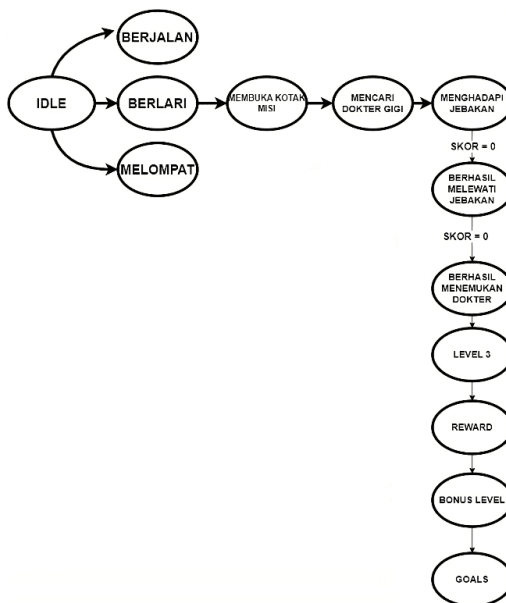 BERJALAN
IDLE
BERLARI
MEMBUKA KOTAK
MISI
MENCARI
DOKTER GIGI
MENGHADAPI
JEBAKAN
MELOMPAT
SKOR = 0
BERHASIL
MELEWATI
JEBAKAN
SKOR = 0
BERHASIL
MENEMUKAN
DOKTER
LEVEL 3
REWARD
BONUS LEVEL
GOALS